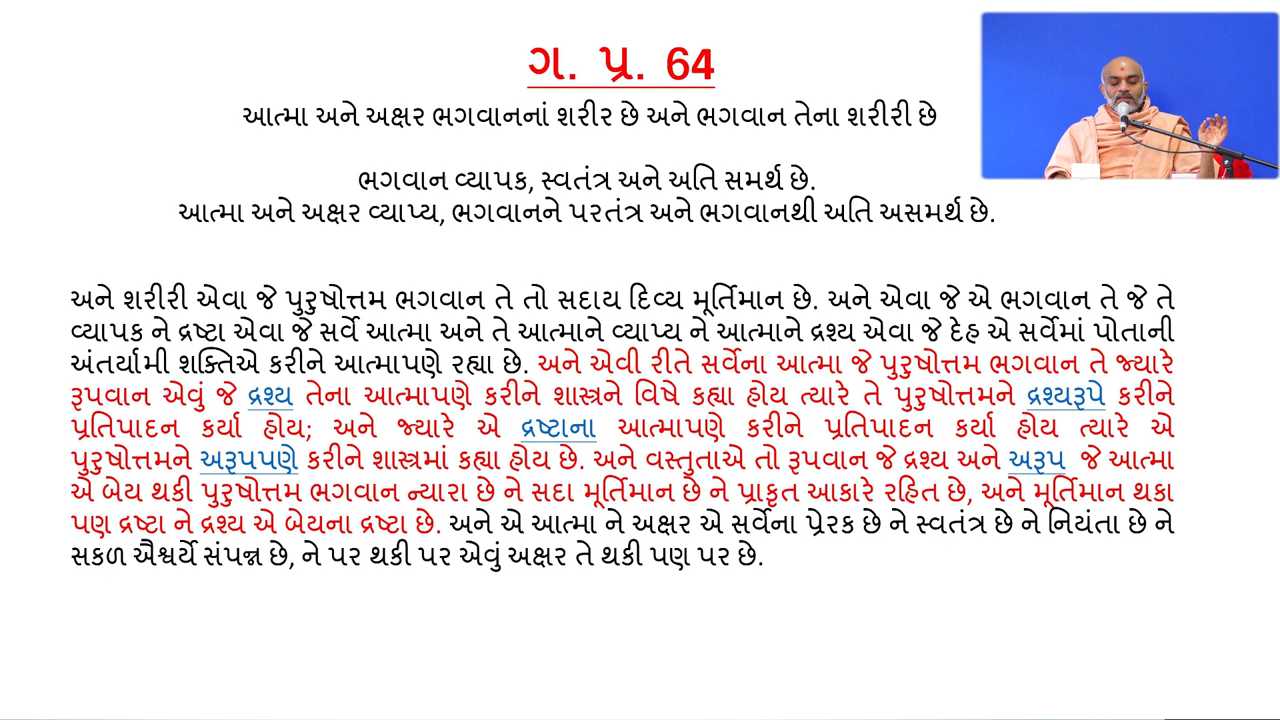 ગ. પ્ર. 64
આત્મા અને અક્ષર ભગવાનનાં શરીર છે અને ભગવાન તેના શરીરી છે
ભગવાન વ્યાપક, સ્વતંત્ર અને અતિ સમર્થ છે.
આત્મા અને અક્ષર વ્યાપ્ય, ભગવાનને પરતંત્ર અને ભગવાનથી અતિ અસમર્થ છે.
અને શરીરી એવા જે પુરુષોત્તમ ભગવાન તે તો સદાય દિવ્ય મૂર્તિમાન છે. અને એવા જે એ ભગવાન તે જે તે
વ્યાપક ને દ્રષ્ટા એવા જે સર્વે આત્મા અને તે આત્માને વ્યાપ્ય ને આત્માને દ્રશ્ય એવા જે દેહ એ સર્વેમાં પોતાની
અંતર્યામી શક્તિએ કરીને આત્માપણે રહ્યા છે. અને એવી રીતે સર્વેના આત્મા જે પુરુષોત્તમ ભગવાન તે જ્યારે
રૂપવાન એવું જે દ્રશ્ય તેના આત્માપણે કરીને શાસ્ત્રને વિષે કહ્યા હોય ત્યારે તે પુરુષોત્તમને દ્રશ્યરૂપે કરીને
પ્રતિપાદન કર્યા હોય; અને જ્યારે એ દ્રષ્ટાના આત્માપણે કરીને પ્રતિપાદન કર્યા હોય ત્યારે એ
પુરુષોત્તમને અરૂપપણે કરીને શાસ્ત્રમાં કહ્યા હોય છે. અને વસ્તુતાએ તો રૂપવાન જે દ્રશ્ય અને અરૂપ જે આત્મા
એ બેય થકી પુરુષોત્તમ ભગવાન ન્યારા છે ને સદા મૂર્તિમાન છે ને પ્રાકૃત આકારે રહિત છે, અને મૂર્તિમાન થકા
પણ દ્રષ્ટા ને દ્રશ્ય એ બેયના દ્રષ્ટા છે. અને એ આત્મા ને અક્ષર એ સર્વેના પ્રેરક છે ને સ્વતંત્ર છે ને નિયંતા છે ને
સકળ ઐશ્વર્યે સંપન્ન છે, ને પર થકી પર એવું અક્ષર તે થકી પણ પર છે.